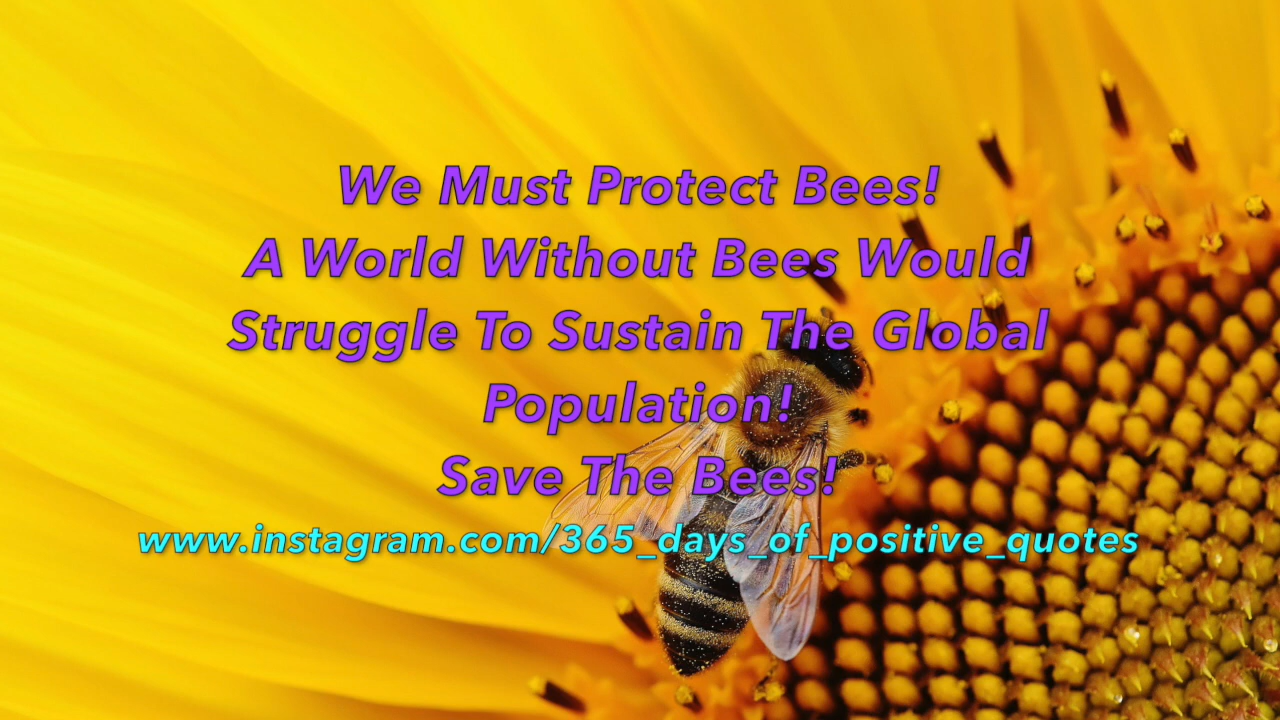 We Must Protect Bees!
A World Without Bees Would
Struggle To Sustain The Global
Population!
Save The Bees!
www.instagram.com/365_days_of_positive_quotes